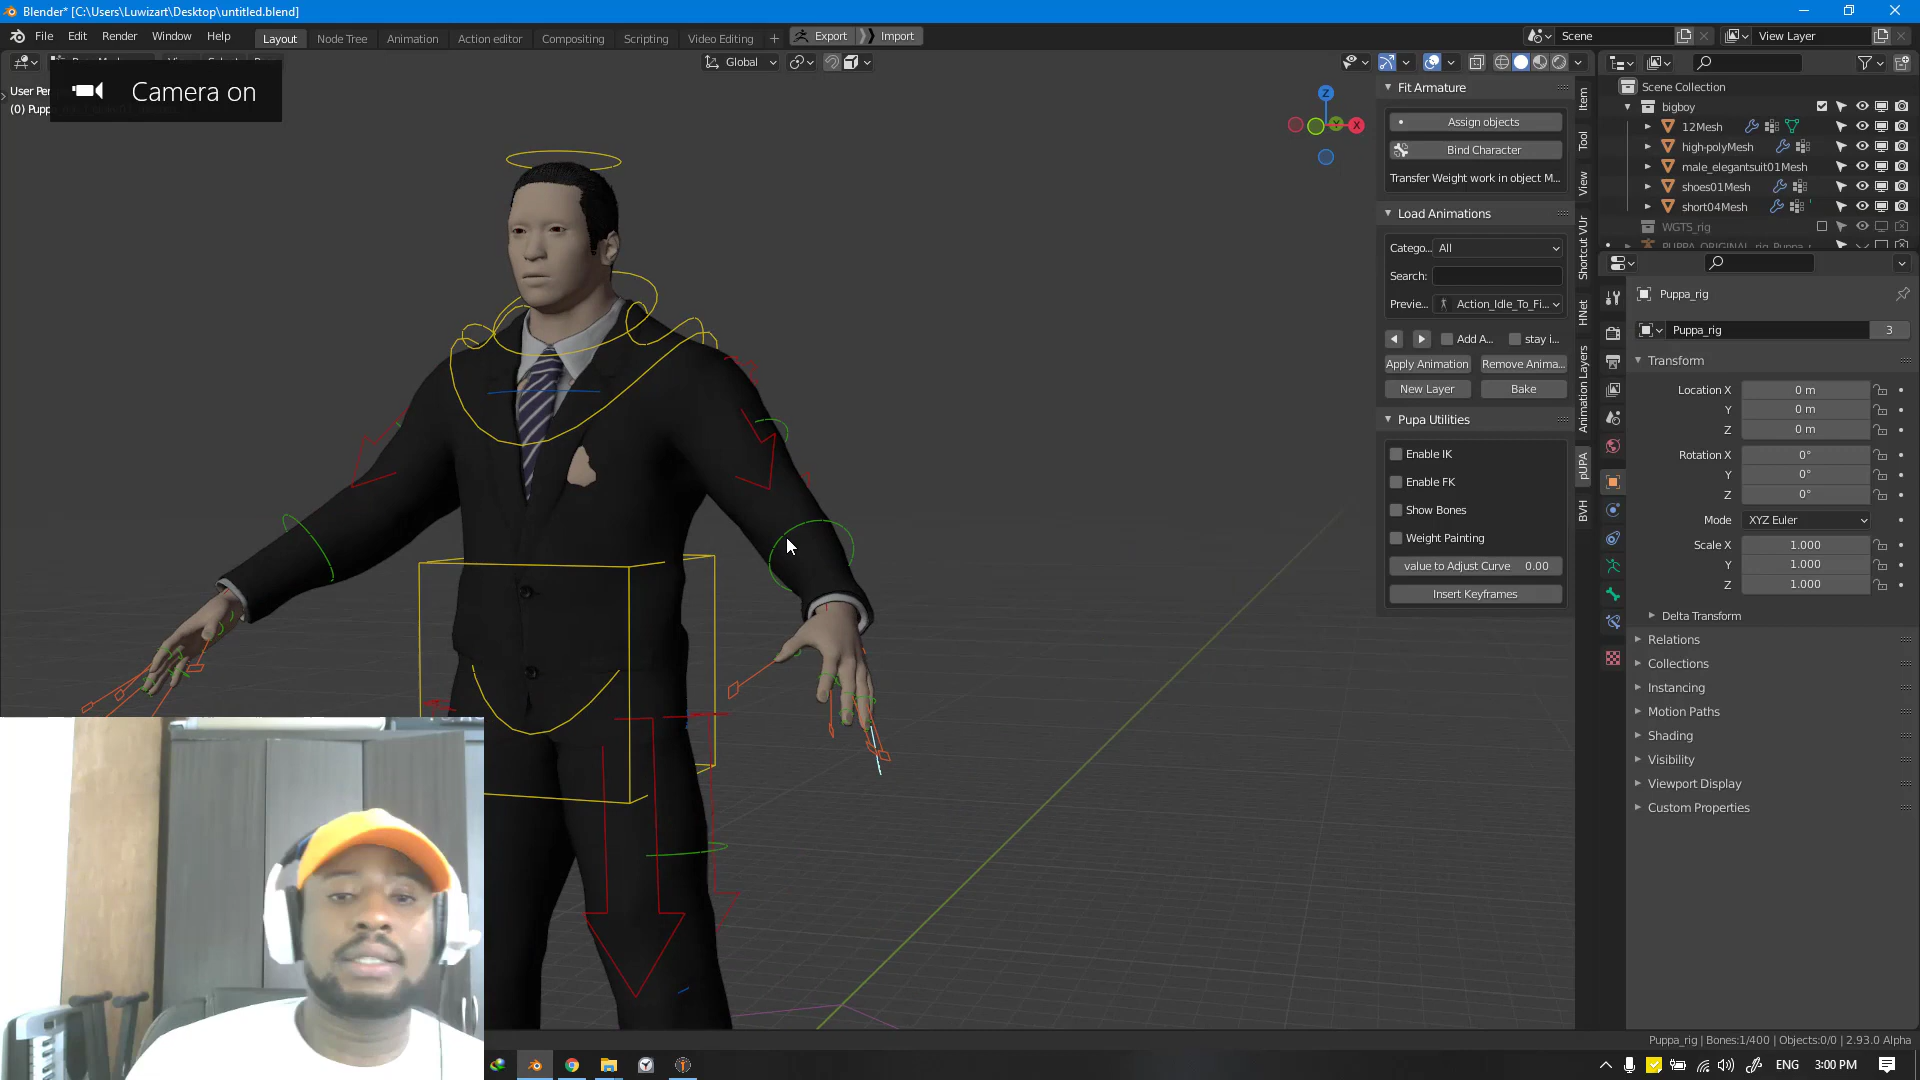 Blender* [C:\Users\Luwizart\Desktop\untitled.blend]
File Edit Render Window Help
Layout Node Tree Animation Action editor Compositing Scripting Video Editing + Export Import
Scene
View Layer
Global
Camera on
User Per
(0) Pupp
Z
X
Fit Armature
Assign objects
Bind Character
Transfer Weight work in object M...
Load Animations
Catego... All
Search:
Previe... Action_Idle_To_Fi...
Add A... stay i...
Apply Animation Remove Anima...
New Layer Bake
Pupa Utilities
Enable IK
Enable FK
Show Bones
Weight Painting
value to Adjust Curve 0.00
Insert Keyframes
Item
Tool
View
Shortcut VUr
HNet
Animation Layers
pUPA
BVH
Scene Collection
bigboy
12Mesh
high-polyMesh
male_elegantsuit01Mesh
shoes01Mesh
short04Mesh
WGTS_rig
Puppa_rig
Puppa_rig 3
Transform
Location X 0 m
Y 0 m
Z 0 m
Rotation X 0°
Y 0°
Z 0°
Mode XYZ Euler
Scale X 1.000
Y 1.000
Z 1.000
Delta Transform
Relations
Collections
Instancing
Motion Paths
Shading
Visibility
Viewport Display
Custom Properties
Puppa_rig | Bones:1/400 | Objects:0/0 | 2.93.0 Alpha
ENG 3:00 PM